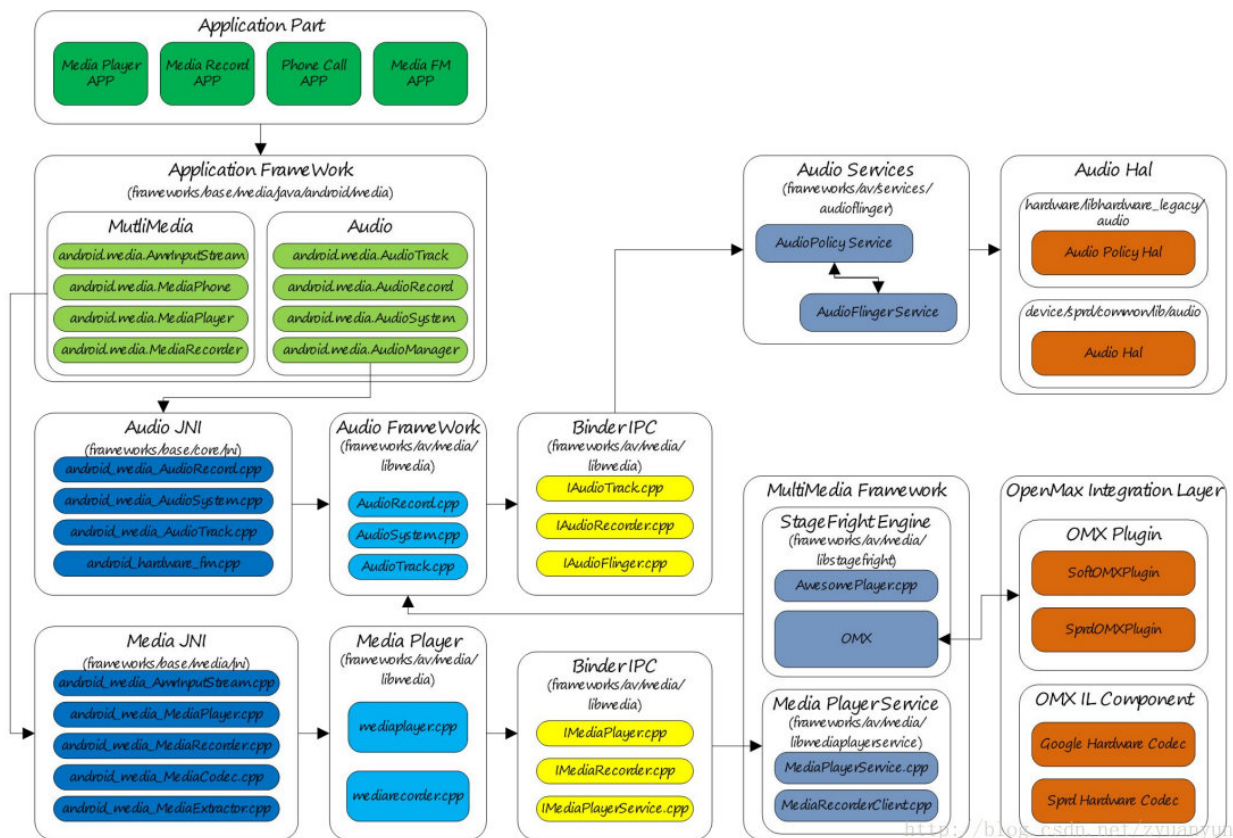 Application Part
Media Player
APP
Media Record
APP
Phone Call
APP
Media FM
APP
Application FrameWork
(frameworks/base/media/java/android/media)
MutliMedia
android.media.AmrInputStream
android.media.MediaPhone
android.media.MediaPlayer
android.media.MediaRecorder
Audio
android.media.AudioTrack
android.media.AudioRecord
android.media.AudioSystem
android.media.AudioManager
Audio Services
(frameworks/av/services/
audioflinger)
AudioPolicy Service
AudioFlinger Service
Audio Hal
hardware/libhardware_legacy/
audio
Audio Policy Hal
device/sprd/common/lib/audio
Audio Hal
Audio JNI
(frameworks/base/core/jni)
android_media_AudioRecord.cpp
android_media_AudioSystem.cpp
android_media_AudioTrack.cpp
android_hardware_fm.cpp
Audio FrameWork
(frameworks/av/media/
libmedia)
AudioRecord.cpp
AudioSystem.cpp
AudioTrack.cpp
Binder IPC
(frameworks/av/media/
libmedia)
IAudioTrack.cpp
IAudioRecorder.cpp
IAudioFlinger.cpp
MultiMedia Framework
StageFright Engine
(frameworks/av/media/
libstagefright)
AwesomePlayer.cpp
OMX
OpenMax Integration Layer
OMX Plugin
SoftOMXPlugin
SprdOMXPlugin
Media JNI
(frameworks/base/media/jni)
android_media_AmrInputStream.cpp
android_media_MediaPlayer.cpp
android_media_MediaRecorder.cpp
android_media_MediaCodec.cpp
android_media_MediaExtractor.cpp
Media Player
(frameworks/av/media/
libmedia)
mediaplayer.cpp
mediarecorder.cpp
Binder IPC
(frameworks/av/media/
libmedia)
IMediaPlayer.cpp
IMediaRecorder.cpp
IMediaPlayerService.cpp
Media Player Service
(frameworks/av/media/
libmediaplayerservice)
MediaPlayerService.cpp
MediaRecorderClient.cpp
OMX IL Component
Google Hardware Codec
Sprd Hardware Codec
http://blog.csdn.net/zyuanyun